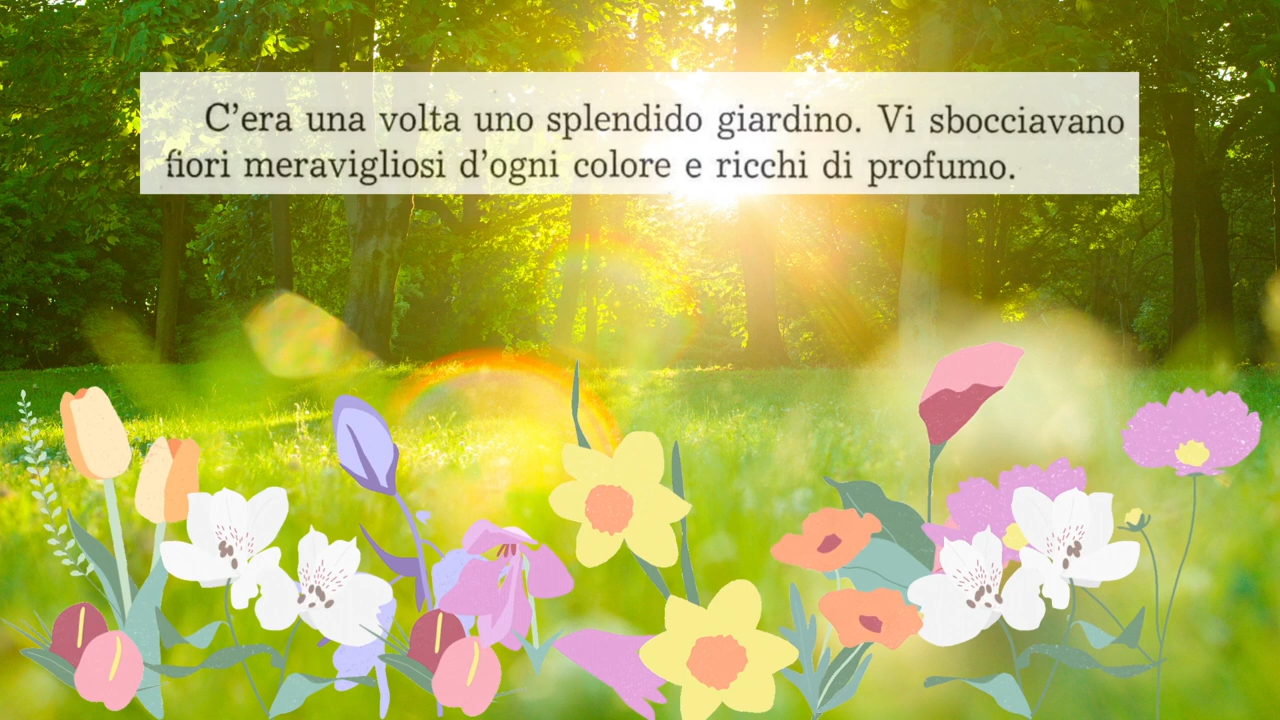 C’era una volta uno splendido giardino. Vi sbocciavano
fiori meravigliosi d’ogni colore e ricchi di profumo.